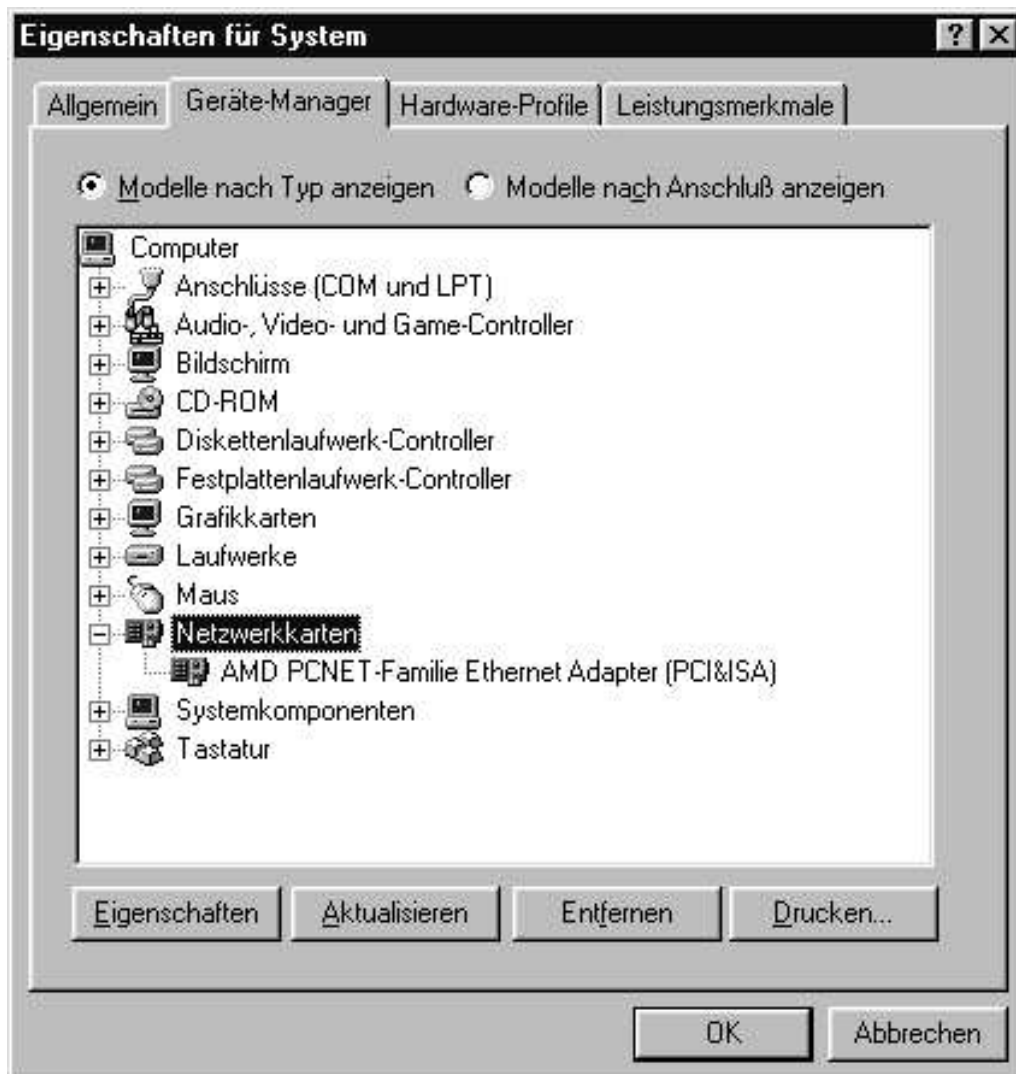 Eigenschaften für System
Allgemein Geräte-Manager Hardware-Profile Leistungsmerkmale
Modelle nach Typ anzeigen Modelle nach Anschluß anzeigen
Computer
Anschlüsse (COM und LPT)
Audio-, Video- und Game-Controller
Bildschirm
CD-ROM
Diskettenlaufwerk-Controller
Festplattenlaufwerk-Controller
Grafikkarten
Laufwerke
Maus
Netzwerkkarten
AMD PCNET-Familie Ethernet Adapter (PCI&ISA)
Systemkomponenten
Tastatur
Eigenschaften Aktualisieren Entfernen Drucken...
OK Abbrechen